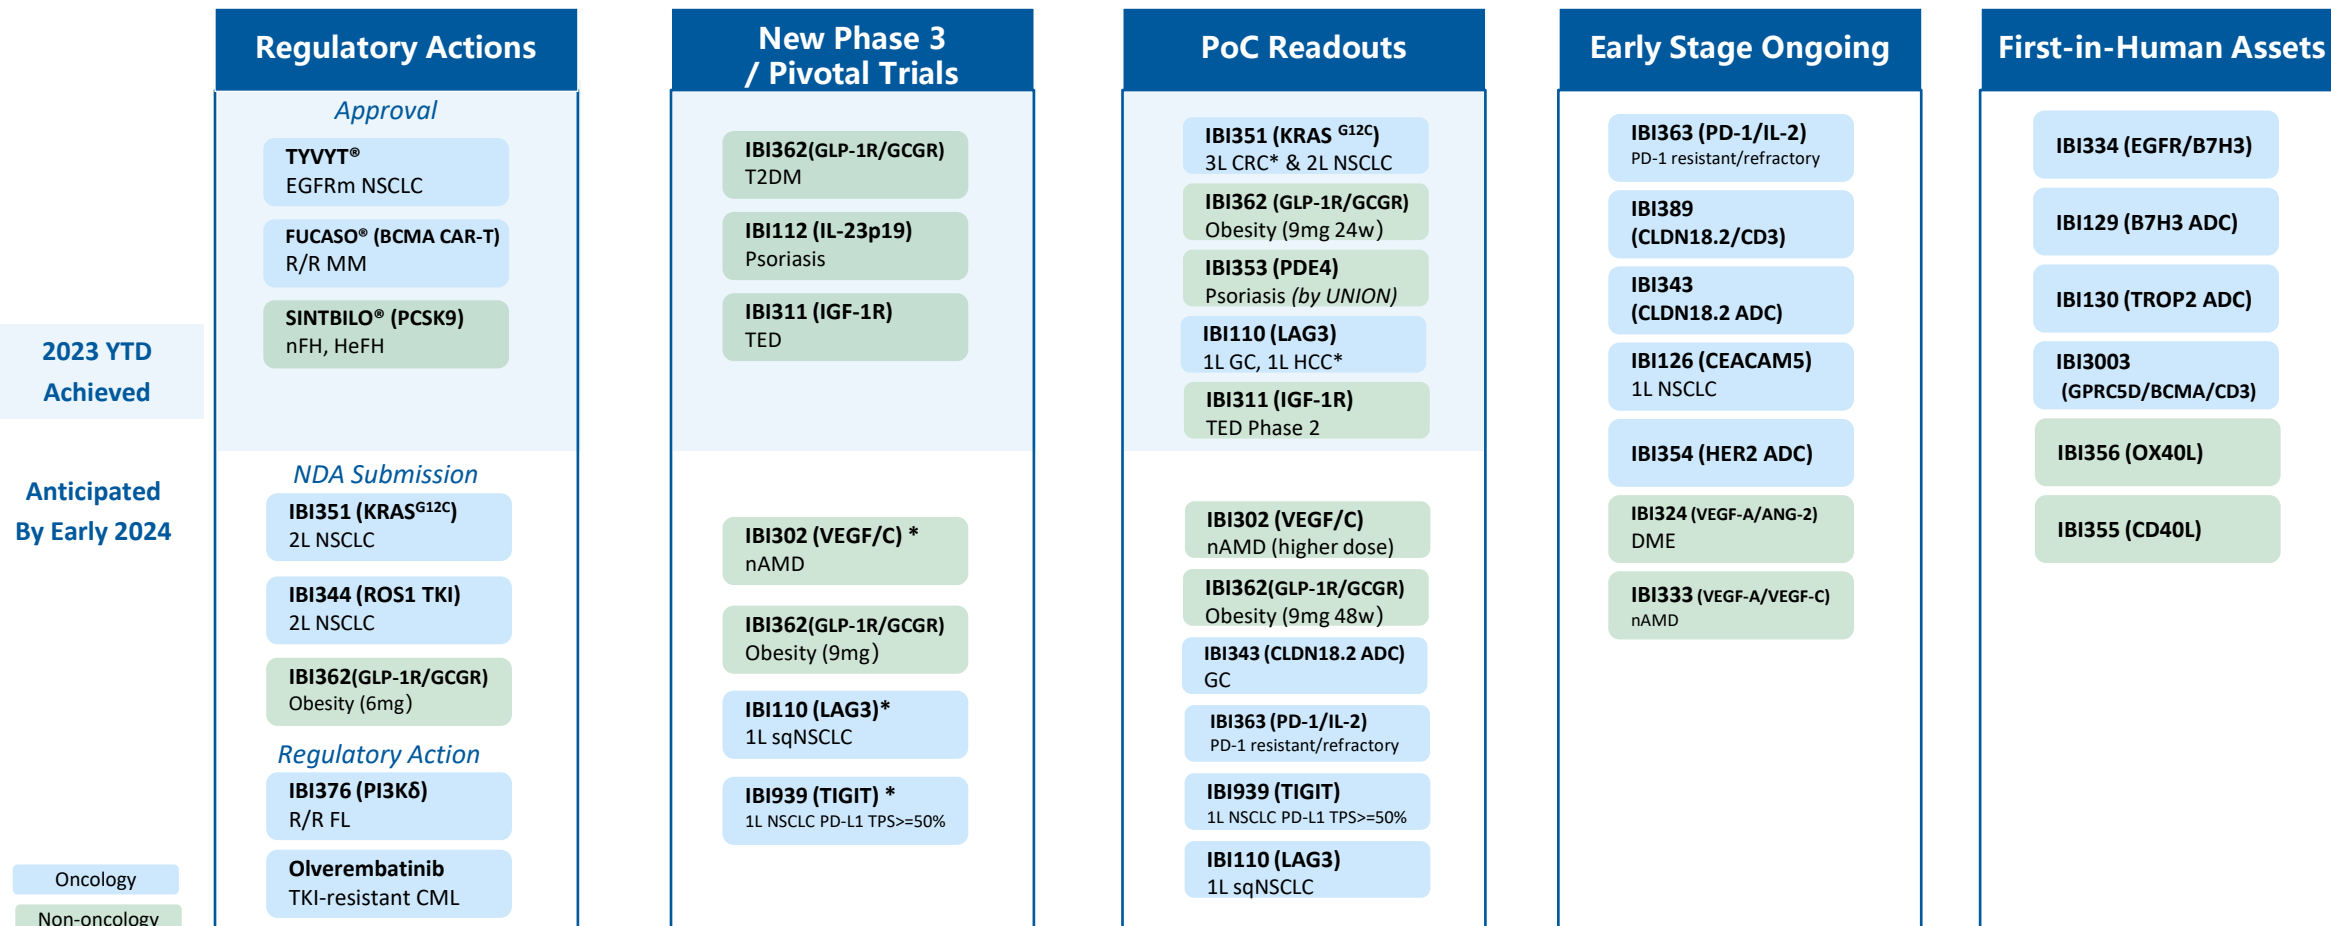 Regulatory Actions
Approval
TYVYT®
EGFRm NSCLC
FUCASO® (BCMA CAR-T)
R/R MM
SINTBILO® (PCSK9)
nFH, HeFH
2023 YTD
Achieved
Anticipated
By Early 2024
NDA Submission
IBI351 (KRASG12C)
2L NSCLC
IBI344 (ROS1 TKI)
2L NSCLC
IBI362(GLP-1R/GCGR)
Obesity (6mg)
Regulatory Action
IBI376 (PI3Kδ)
R/R FL
Olverembatinib
TKI-resistant CML
Oncology
Non-oncology
New Phase 3
/ Pivotal Trials
IBI362(GLP-1R/GCGR)
T2DM
IBI112 (IL-23p19)
Psoriasis
IBI311 (IGF-1R)
TED
IBI302 (VEGF/C) *
nAMD
IBI362(GLP-1R/GCGR)
Obesity (9mg)
IBI110 (LAG3)*
1L sqNSCLC
IBI939 (TIGIT) *
1L NSCLC PD-L1 TPS>=50%
PoC Readouts
IBI351 (KRAS G12C)
3L CRC* & 2L NSCLC
IBI362 (GLP-1R/GCGR)
Obesity (9mg 24w)
IBI353 (PDE4)
Psoriasis (by UNION)
IBI110 (LAG3)
1L GC, 1L HCC*
IBI311 (IGF-1R)
TED Phase 2
IBI302 (VEGF/C)
nAMD (higher dose)
IBI362(GLP-1R/GCGR)
Obesity (9mg 48w)
IBI343 (CLDN18.2 ADC)
GC
IBI363 (PD-1/IL-2)
PD-1 resistant/refractory
IBI939 (TIGIT)
1L NSCLC PD-L1 TPS>=50%
IBI110 (LAG3)
1L sqNSCLC
Early Stage Ongoing
IBI363 (PD-1/IL-2)
PD-1 resistant/refractory
IBI389
(CLDN18.2/CD3)
IBI343
(CLDN18.2 ADC)
IBI126 (CEACAM5)
1L NSCLC
IBI354 (HER2 ADC)
IBI324 (VEGF-A/ANG-2)
DME
IBI333 (VEGF-A/VEGF-C)
nAMD
First-in-Human Assets
IBI334 (EGFR/B7H3)
IBI129 (B7H3 ADC)
IBI130 (TROP2 ADC)
IBI3003
(GPRC5D/BCMA/CD3)
IBI356 (OX40L)
IBI355 (CD40L)